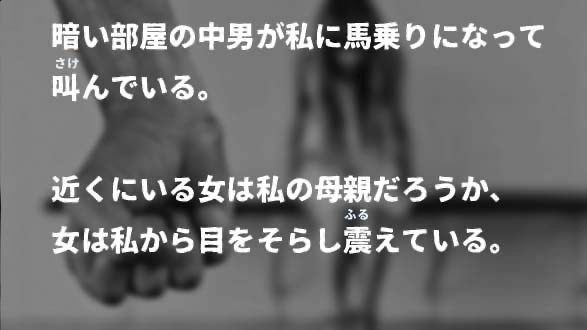 暗い部屋の中男が私に馬乗りになって
叫んでいる。
近くにいる女は私の母親だろうか、
女は私から目をそらし震えている。